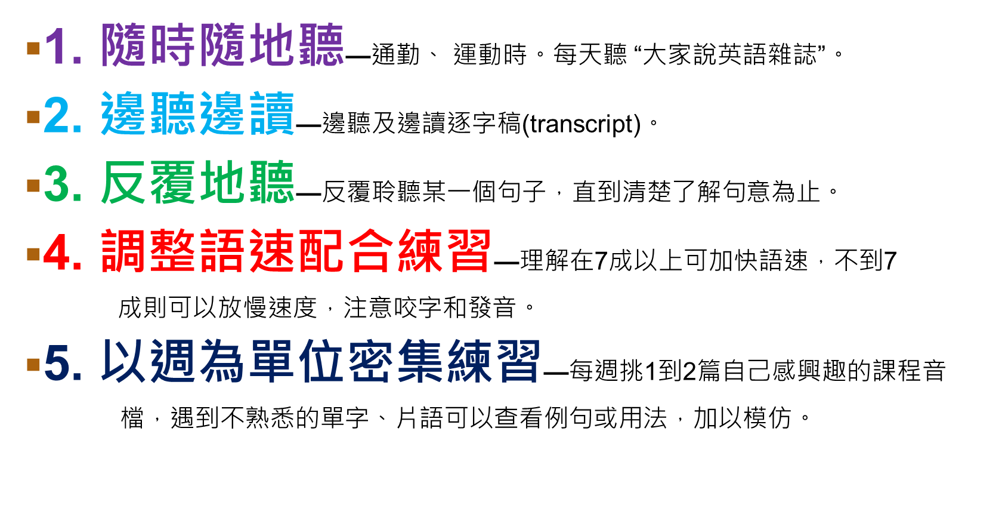 ▪1. 隨時隨地聽—通勤、 運動時。每天聽 “大家說英語雜誌”。
▪2. 邊聽邊讀—邊聽及邊讀逐字稿(transcript)。
▪3. 反覆地聽—反覆聆聽某一個句子，直到清楚了解句意為止。
▪4. 調整語速配合練習—理解在7成以上可加快語速，不到7
成則可以放慢速度，注意咬字和發音。
▪5. 以週為單位密集練習—每週挑1到2篇自己感興趣的課程音
檔，遇到不熟悉的單字、片語可以查看例句或用法，加以模仿。